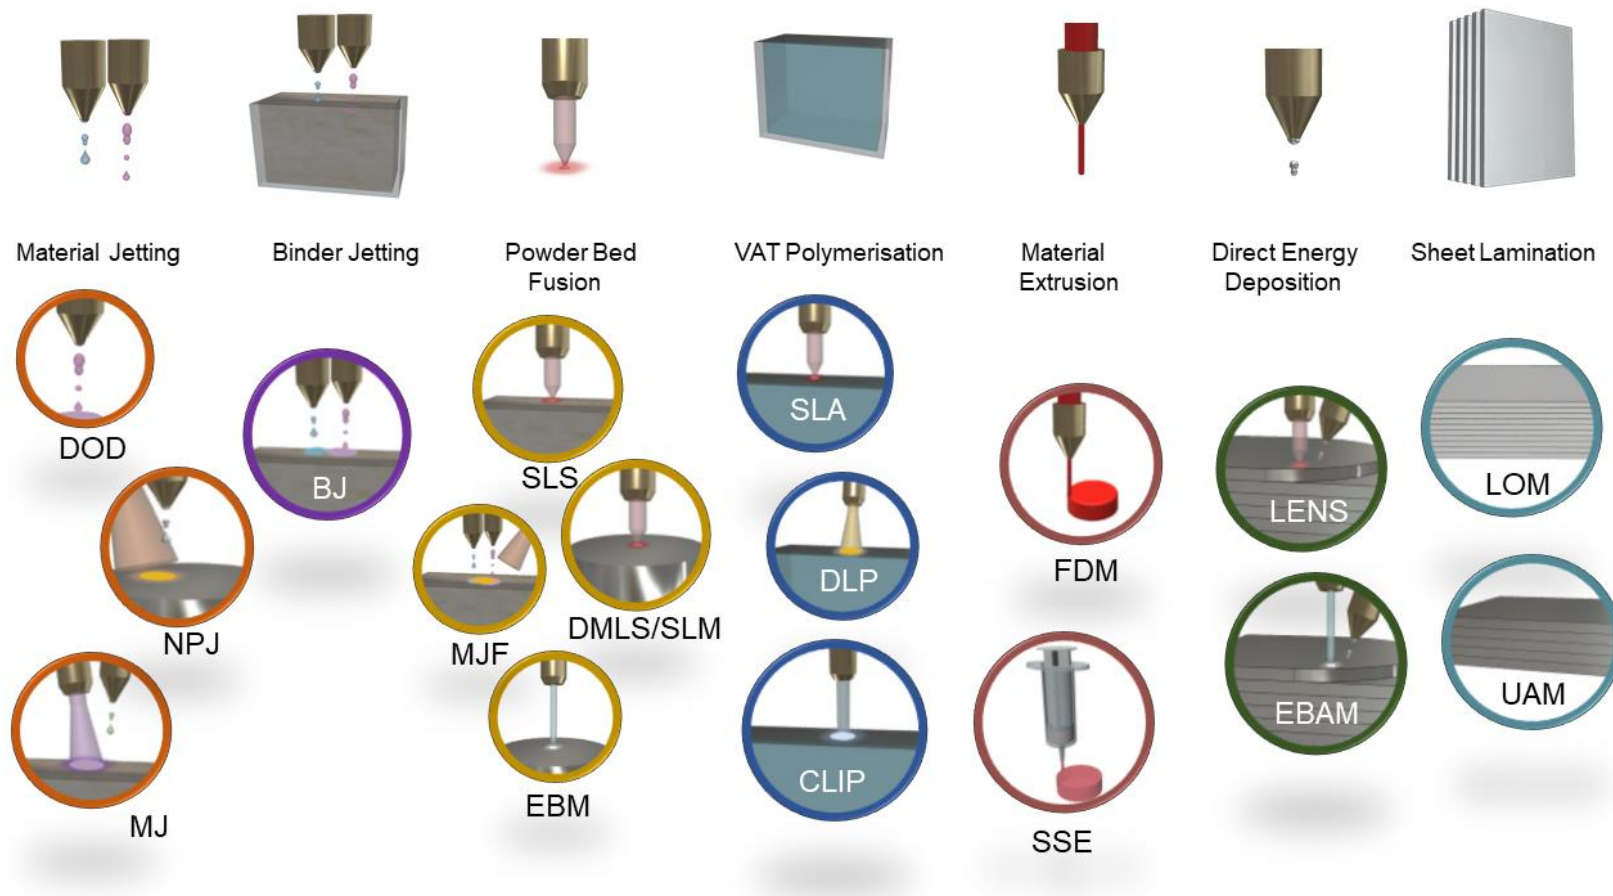 Material Jetting
Binder Jetting
Powder Bed
Fusion
VAT Polymerisation
Material
Extrusion
Direct Energy
Deposition
Sheet Lamination
DOD
NPJ
MJ
BJ
SLS
DMLS/SLM
MJF
EBM
SLA
DLP
CLIP
FDM
SSE
LENS
EBAM
LOM
UAM